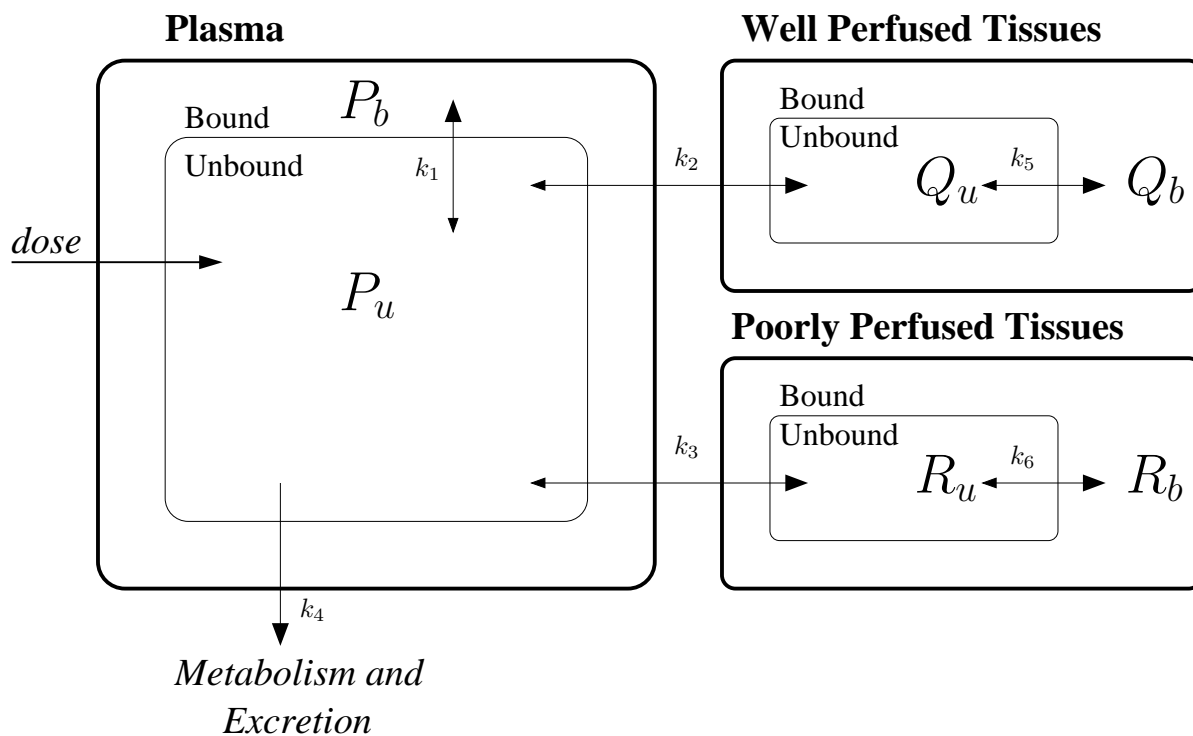 Plasma
Well Perfused Tissues
P_b
Bound
Unbound
k_1
k_2
Bound
Unbound
Q_u
k_5
Q_b
dose
P_u
Poorly Perfused Tissues
k_3
Bound
Unbound
R_u
k_6
R_b
k_4
Metabolism and
Excretion